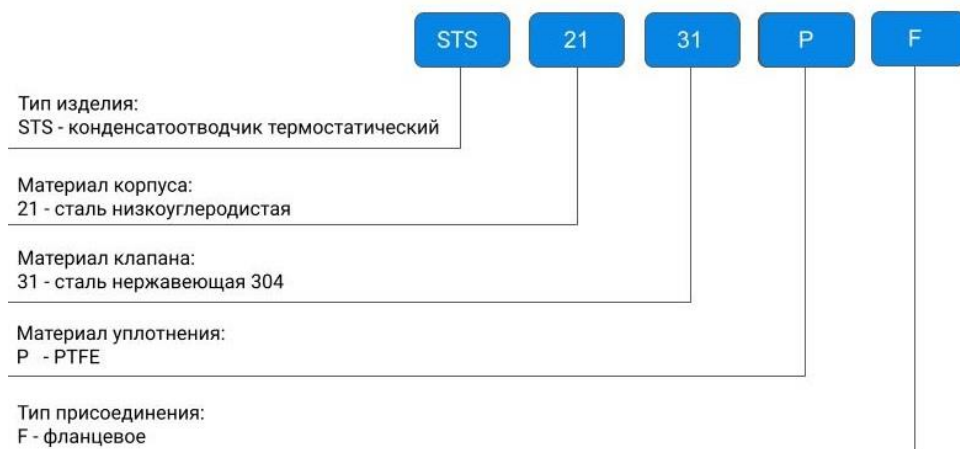 STS 21 31 P F
Тип изделия:
STS - конденсатоотводчик термостатический
Материал корпуса:
21 - сталь низкоуглеродистая
Материал клапана:
31 - сталь нержавеющая 304
Материал уплотнения:
P - PTFE
Тип присоединения:
F - фланцевое